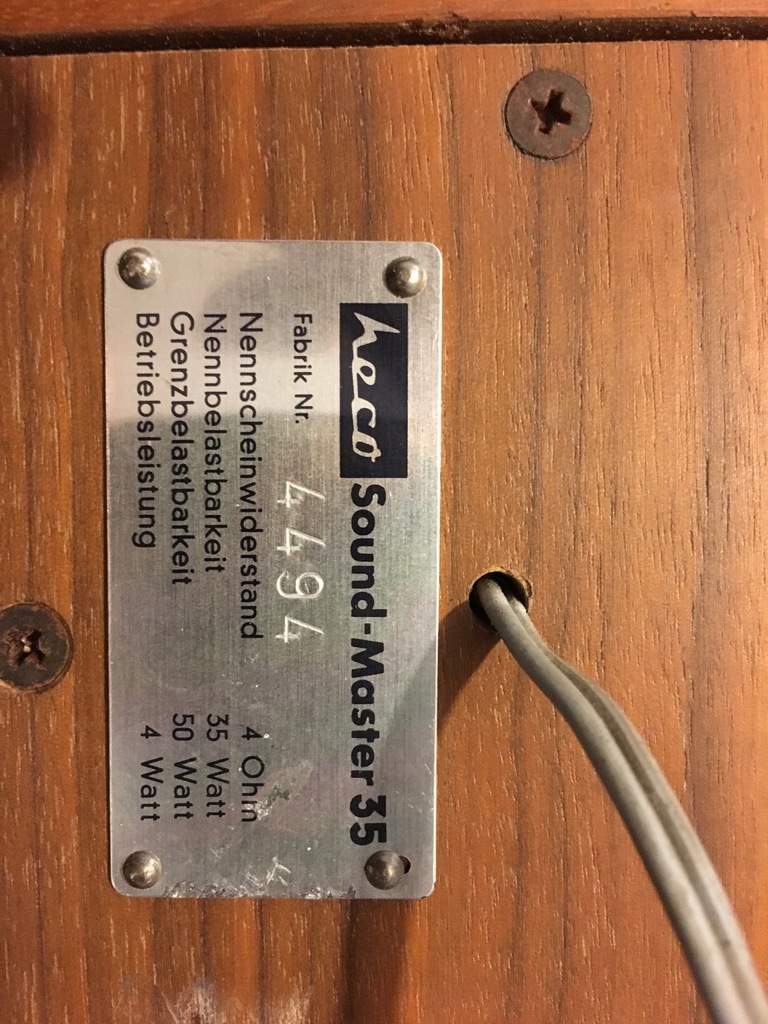 heco Sound-Master 35
Fabrik Nr. 4494
Nennscheinwiderstand 4 Ohm
Nennbelastbarkeit 35 Watt
Grenzbelastbarkeit 50 Watt
Betriebsleistung 4 Watt